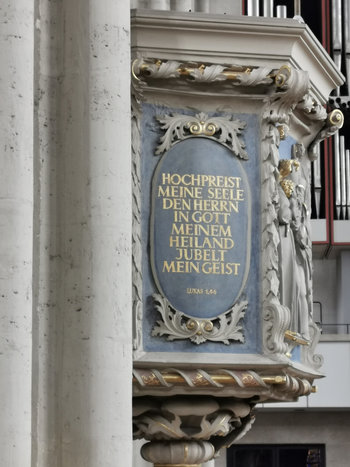 HOCHPREIST
MEINE SEELE
DEN HERRN
IN GOTT
MEINEM
HEILAND
JUBELT
MEIN GEIST
LUKAS 1,46